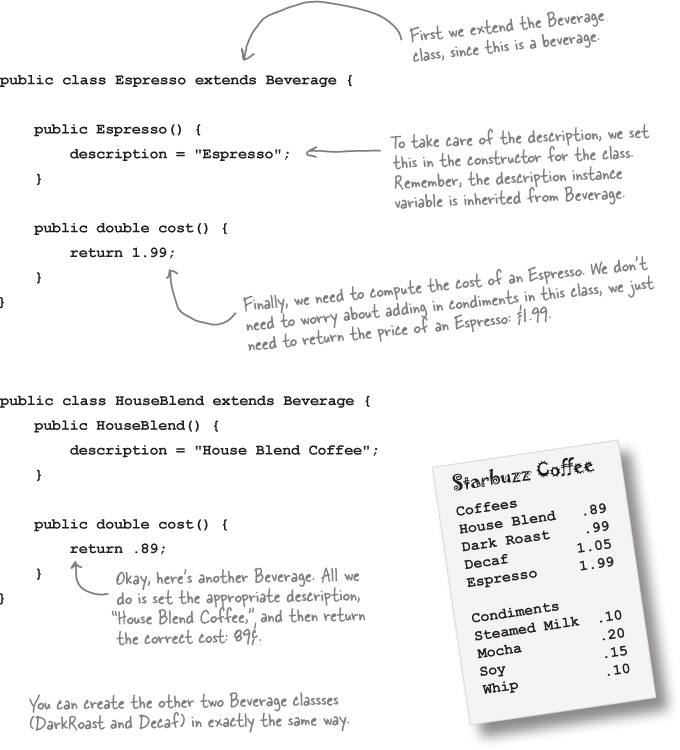 First we extend the Beverage
class, since this is a beverage.
public class Espresso extends Beverage {
public Espresso() {
description = "Espresso";
}
To take care of the description, we set
this in the constructor for the class.
Remember, the description instance
variable is inherited from Beverage.
public double cost() {
return 1.99;
}
}
Finally, we need to compute the cost of an Espresso. We don't
need to worry about adding in condiments in this class, we just
need to return the price of an Espresso: $1.99.
public class HouseBlend extends Beverage {
public HouseBlend() {
description = "House Blend Coffee";
}
public double cost() {
return .89;
}
}
Okay, here's another Beverage. All we
do is set the appropriate description,
"House Blend Coffee," and then return
the correct cost: 89¢.
You can create the other two Beverage classses
(DarkRoast and Decaf) in exactly the same way.
Starbuzz Coffee
Coffees
House Blend .89
Dark Roast .99
Decaf 1.05
Espresso 1.99
Condiments
Steamed Milk .10
Mocha .20
Soy .15
Whip .10